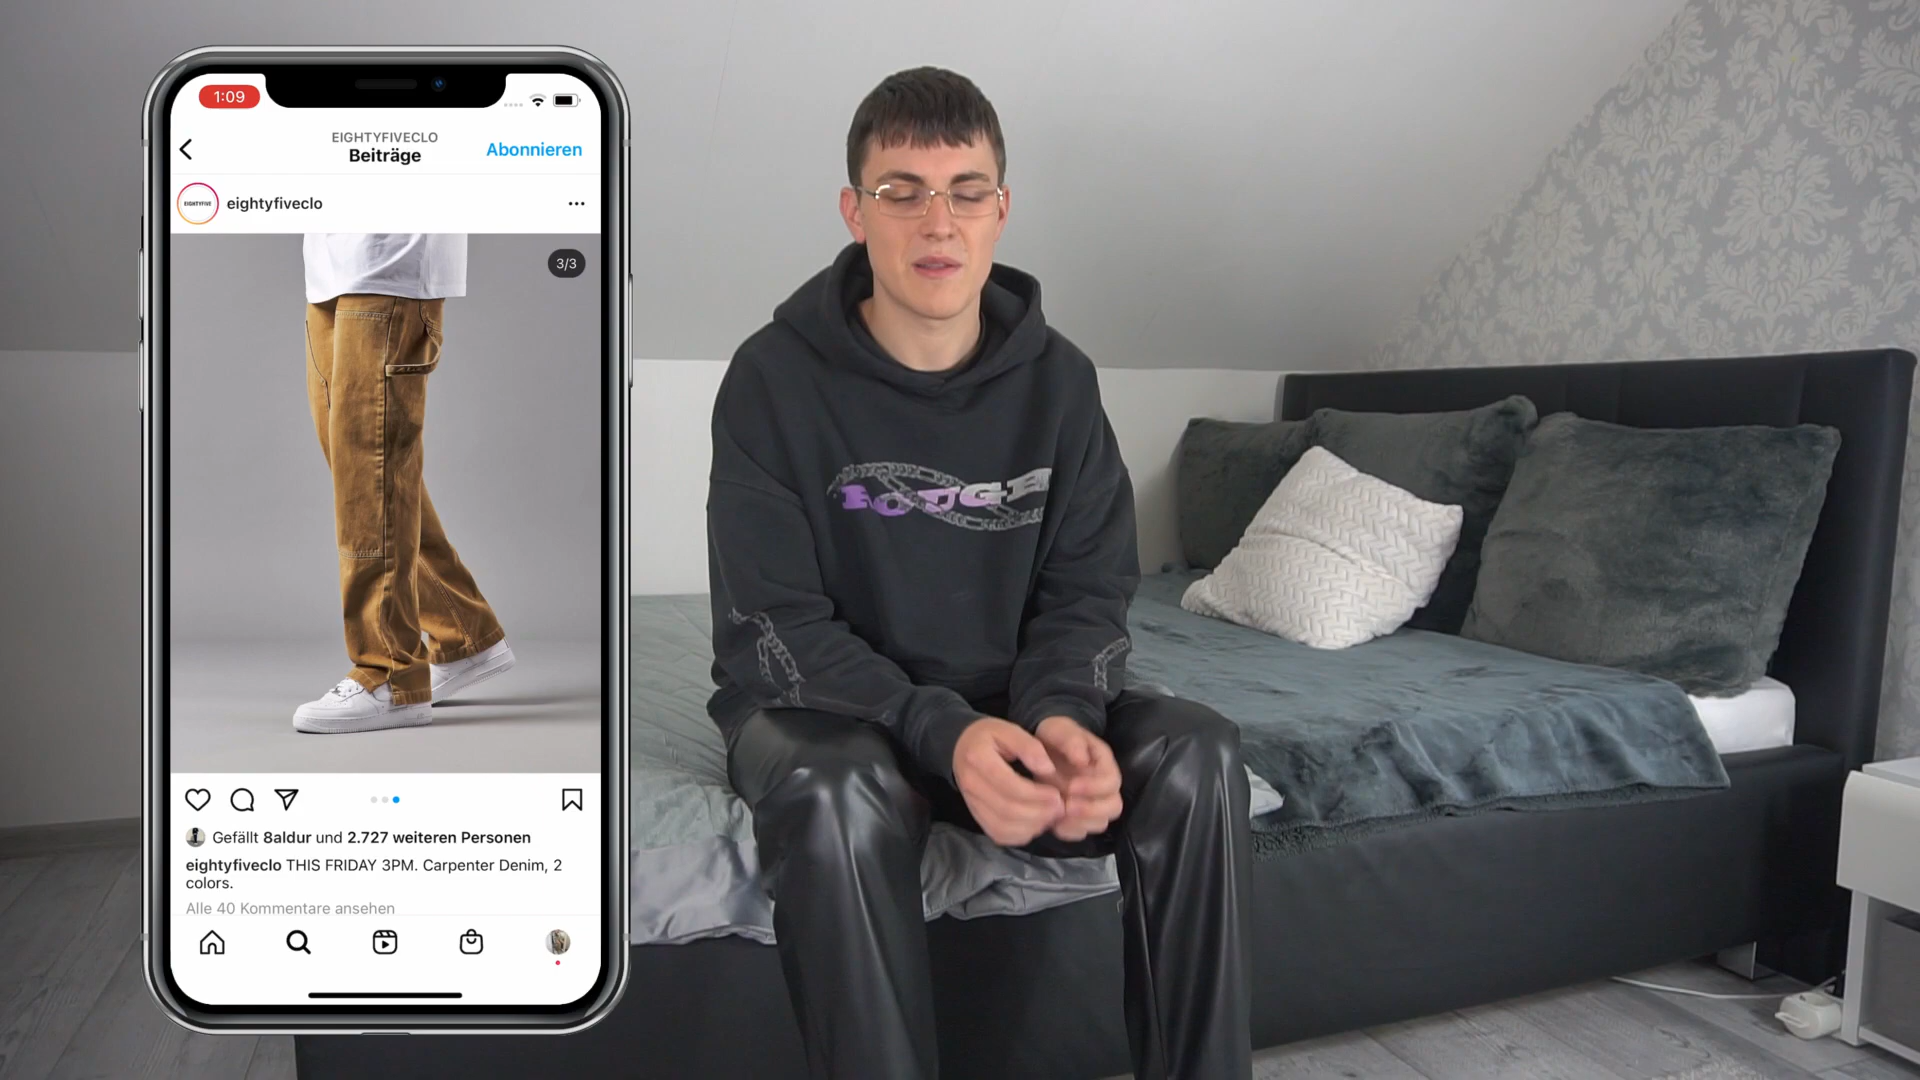 1:09
EIGHTYFIVECLO
Beiträge
Abonnieren
EIGHTYFIVE
eightyfiveclo
3/3
Gefällt 8aldur und 2.727 weiteren Personen
eightyfiveclo THIS FRIDAY 3PM. Carpenter Denim, 2
colors.
Alle 40 Kommentare ansehen